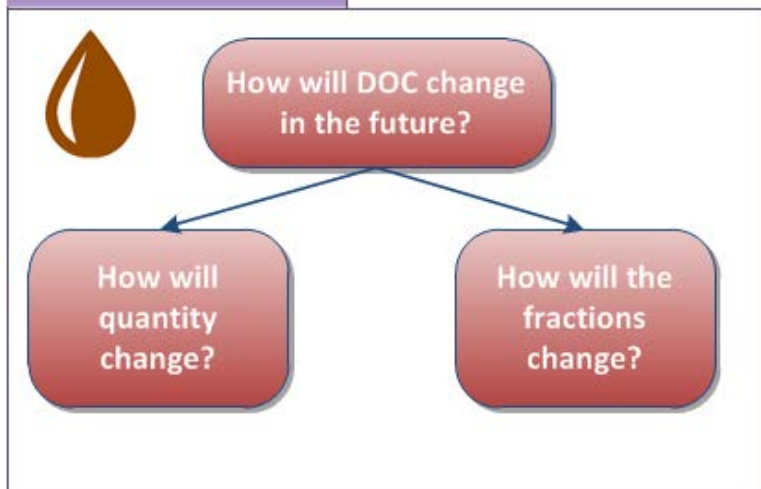 How will DOC change
in the future?
How will
quantity
change?
How will the
fractions
change?